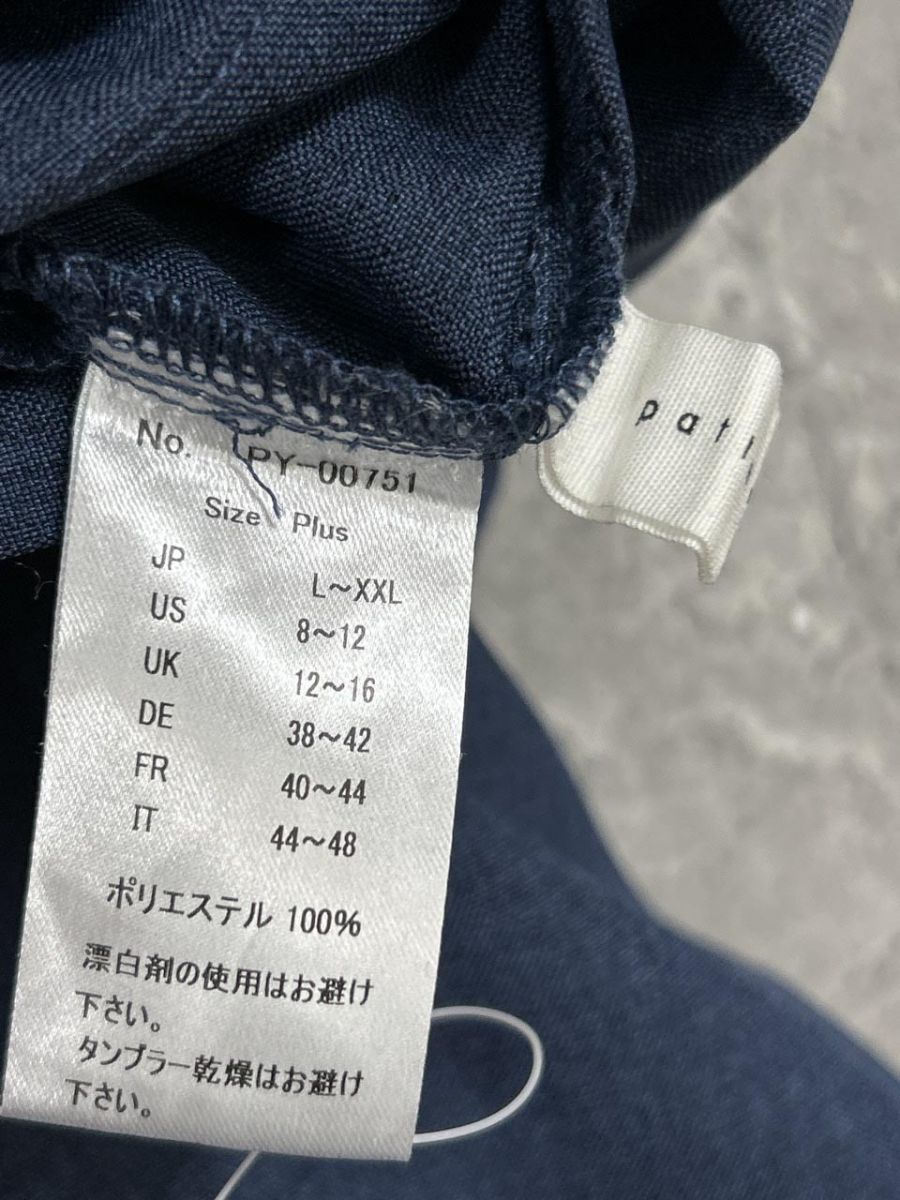 No. PY-00751
Size Plus
JP L～XXL
US 8～12
UK 12～16
DE 38～42
FR 40～44
IT 44～48
ポリエステル 100%
漂白剤の使用はお避け
下さい。
タンブラー乾燥はお避け
下さい。